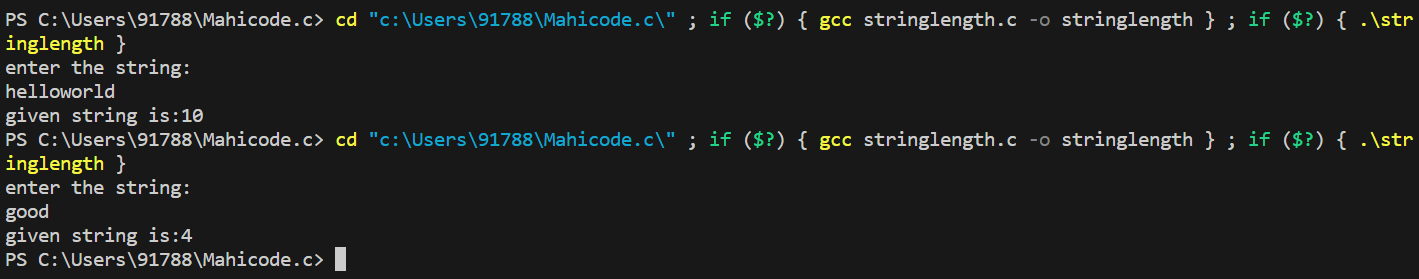 PS C:\Users\91788\Mahicode.c> cd "c:\Users\91788\Mahicode.c\" ; if ($?) { gcc stringlength.c -o stringlength } ; if ($?) { .\str
inglength }
enter the string:
helloworld
given string is:10
PS C:\Users\91788\Mahicode.c> cd "c:\Users\91788\Mahicode.c\" ; if ($?) { gcc stringlength.c -o stringlength } ; if ($?) { .\str
inglength }
enter the string:
good
given string is:4
PS C:\Users\91788\Mahicode.c>